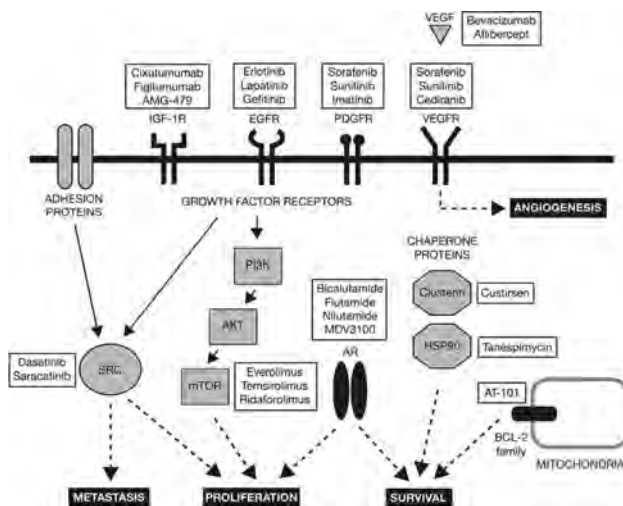 VEGF
Bevacizumab
Aflibercept
Cixutumumab
Figitumumab
AMG-479
IGF-1R
Erlotinib
Lapatinib
Gefitinib
EGFR
Sorafenib
Sunitinib
Imatinib
PDGFR
Sorafenib
Sunitinib
Cediranib
VEGFR
ADHESION
PROTEINS
GROWTH FACTOR RECEPTORS
ANGIOGENESIS
CHAPERONE
PROTEINS
PI3K
Clusterin
Custirsen
Bicalutamide
Flutamide
Nilutamide
MDV3100
AKT
HSP90
Tanespimycin
AR
Dasatinib
Saracatinib
SRC
mTOR
Everolimus
Temsirolimus
Ridaforolimus
AT-101
BCL-2
family
MITOCHONDRIA
METASTASIS
PROLIFERATION
SURVIVAL